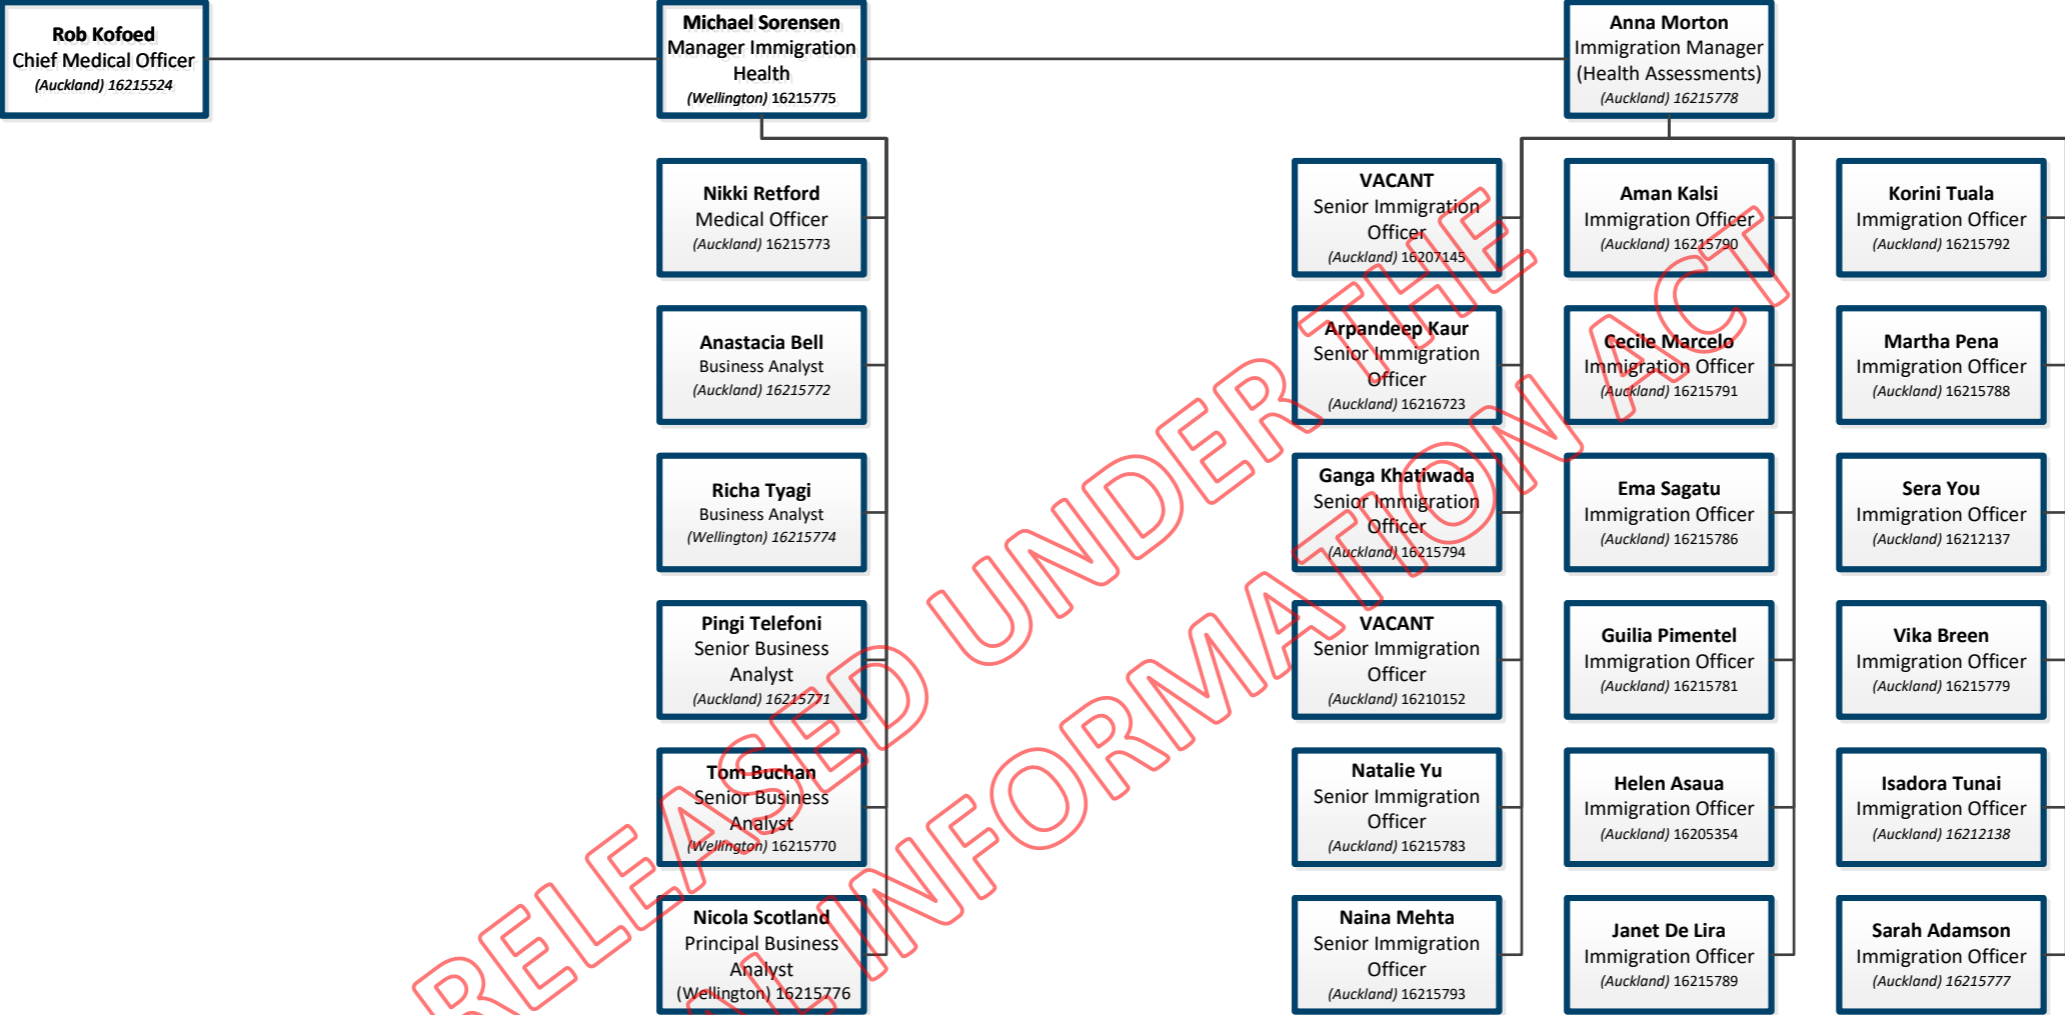 Rob Kofoed
Chief Medical Officer
(Auckland) 16215524
Michael Sorensen
Manager Immigration
Health
(Wellington) 16215775
Anna Morton
Immigration Manager
(Health Assessments)
(Auckland) 16215778
Nikki Retford
Medical Officer
(Auckland) 16215773
Anastacia Bell
Business Analyst
(Auckland) 16215772
Richa Tyagi
Business Analyst
(Wellington) 16215774
Pingi Telefoni
Senior Business
Analyst
(Auckland) 16215771
Tom Buchan
Senior Business
Analyst
(Wellington) 16215770
Nicola Scotland
Principal Business
Analyst
(Wellington) 16215776
VACANT
Senior Immigration
Officer
(Auckland) 16207145
Arpandeep Kaur
Senior Immigration
Officer
(Auckland) 16216723
Ganga Khatiwada
Senior Immigration
Officer
(Auckland) 16215794
VACANT
Senior Immigration
Officer
(Auckland) 16210152
Natalie Yu
Senior Immigration
Officer
(Auckland) 16215783
Naina Mehta
Senior Immigration
Officer
(Auckland) 16215793
Aman Kalsi
Immigration Officer
(Auckland) 16215790
Cecile Marcelo
Immigration Officer
(Auckland) 16215791
Ema Sagatu
Immigration Officer
(Auckland) 16215786
Guilia Pimentel
Immigration Officer
(Auckland) 16215781
Helen Asaua
Immigration Officer
(Auckland) 16205354
Janet De Lira
Immigration Officer
(Auckland) 16215789
Korini Tuala
Immigration Officer
(Auckland) 16215792
Martha Pena
Immigration Officer
(Auckland) 16215788
Sera You
Immigration Officer
(Auckland) 16212137
Vika Breen
Immigration Officer
(Auckland) 16215779
Isadora Tunai
Immigration Officer
(Auckland) 16212138
Sarah Adamson
Immigration Officer
(Auckland) 16215777
RELEASED UNDER THE
AL INFORMATION ACT